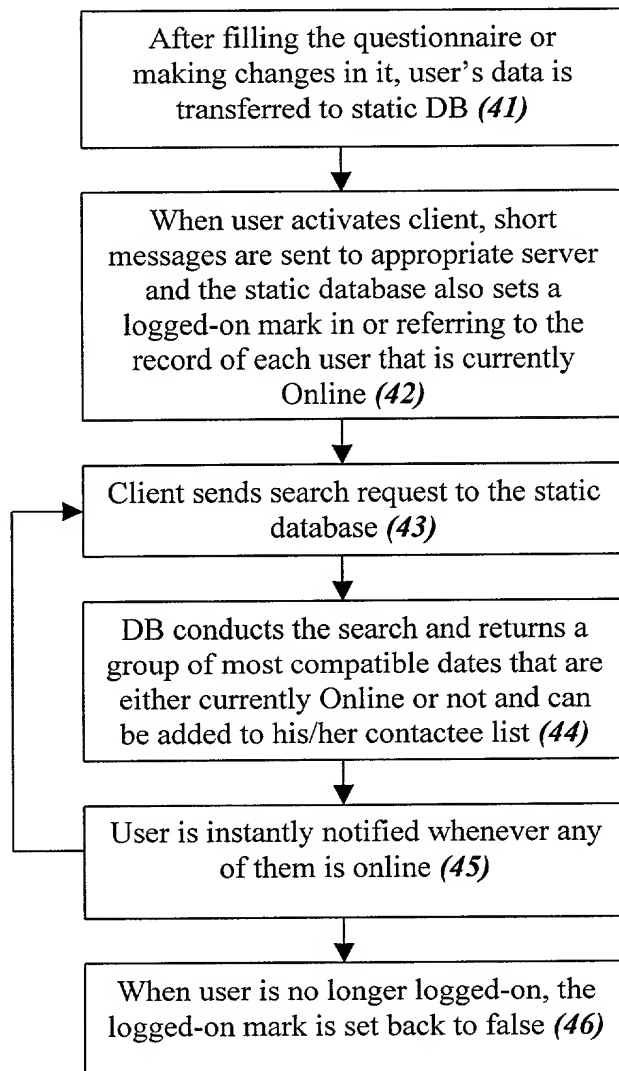 After filling the questionnaire or
making changes in it, user's data is
transferred to static DB (41)
When user activates client, short
messages are sent to appropriate server
and the static database also sets a
logged-on mark in or referring to the
record of each user that is currently
Online (42)
Client sends search request to the static
database (43)
DB conducts the search and returns a
group of most compatible dates that are
either currently Online or not and can
be added to his/her contactee list (44)
User is instantly notified whenever any
of them is online (45)
When user is no longer logged-on, the
logged-on mark is set back to false (46)